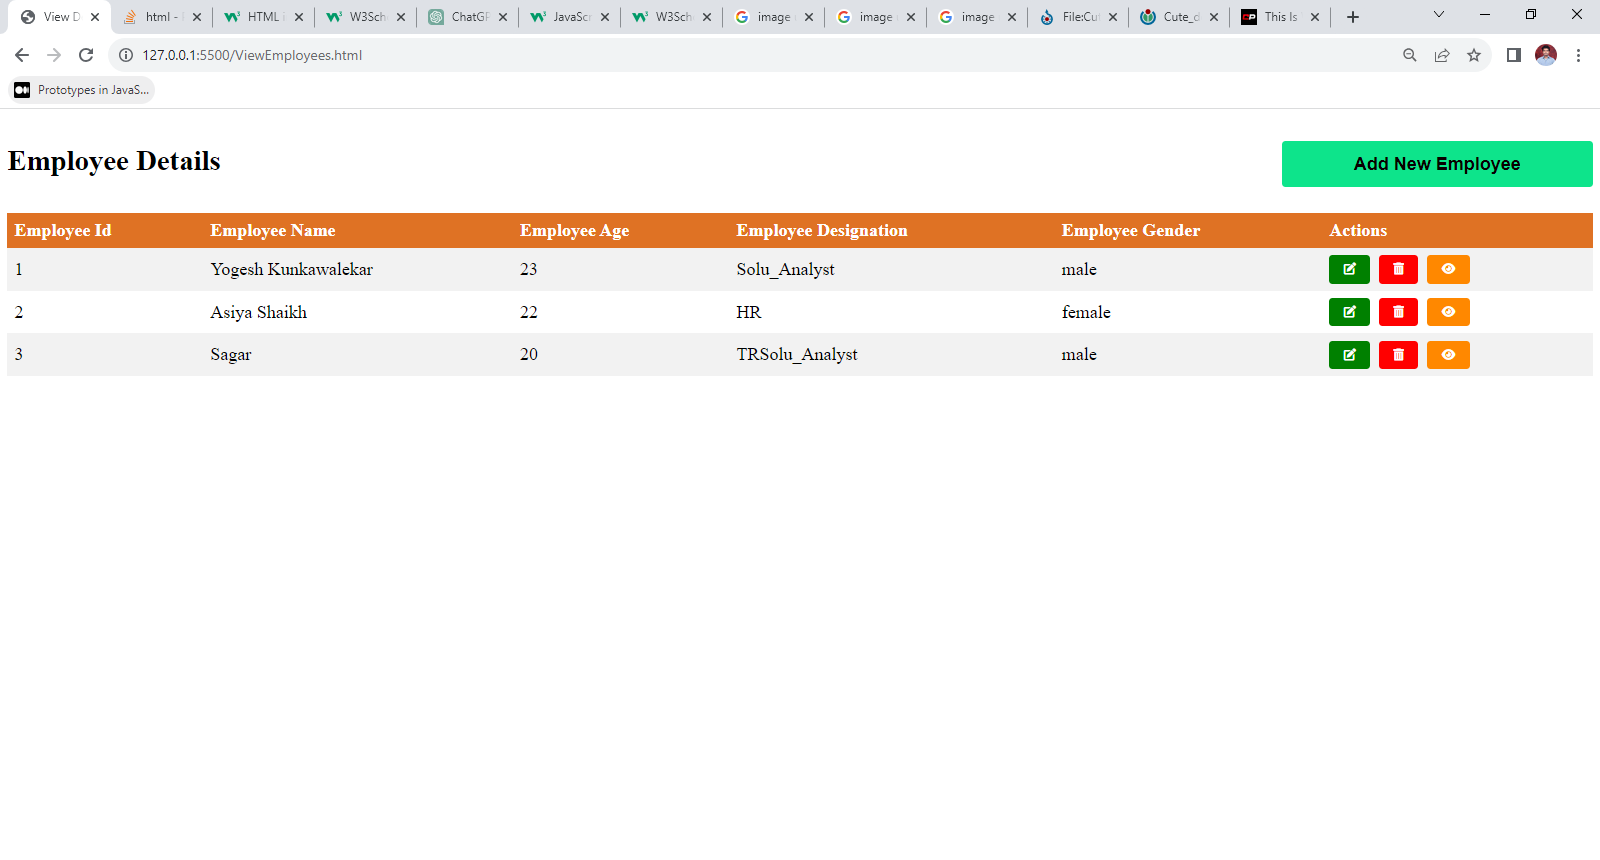 View D html - HTML i W3Sch ChatGP JavaScr W3Sch image image image File:Cut Cute_d This Is
127.0.0.1:5500/ViewEmployees.html
Prototypes in JavaS...
Employee Details Add New Employee
Employee Id Employee Name Employee Age Employee Designation Employee Gender Actions
1 Yogesh Kunkawalekar 23 Solu_Analyst male
2 Asiya Shaikh 22 HR female
3 Sagar 20 TRSolu_Analyst male